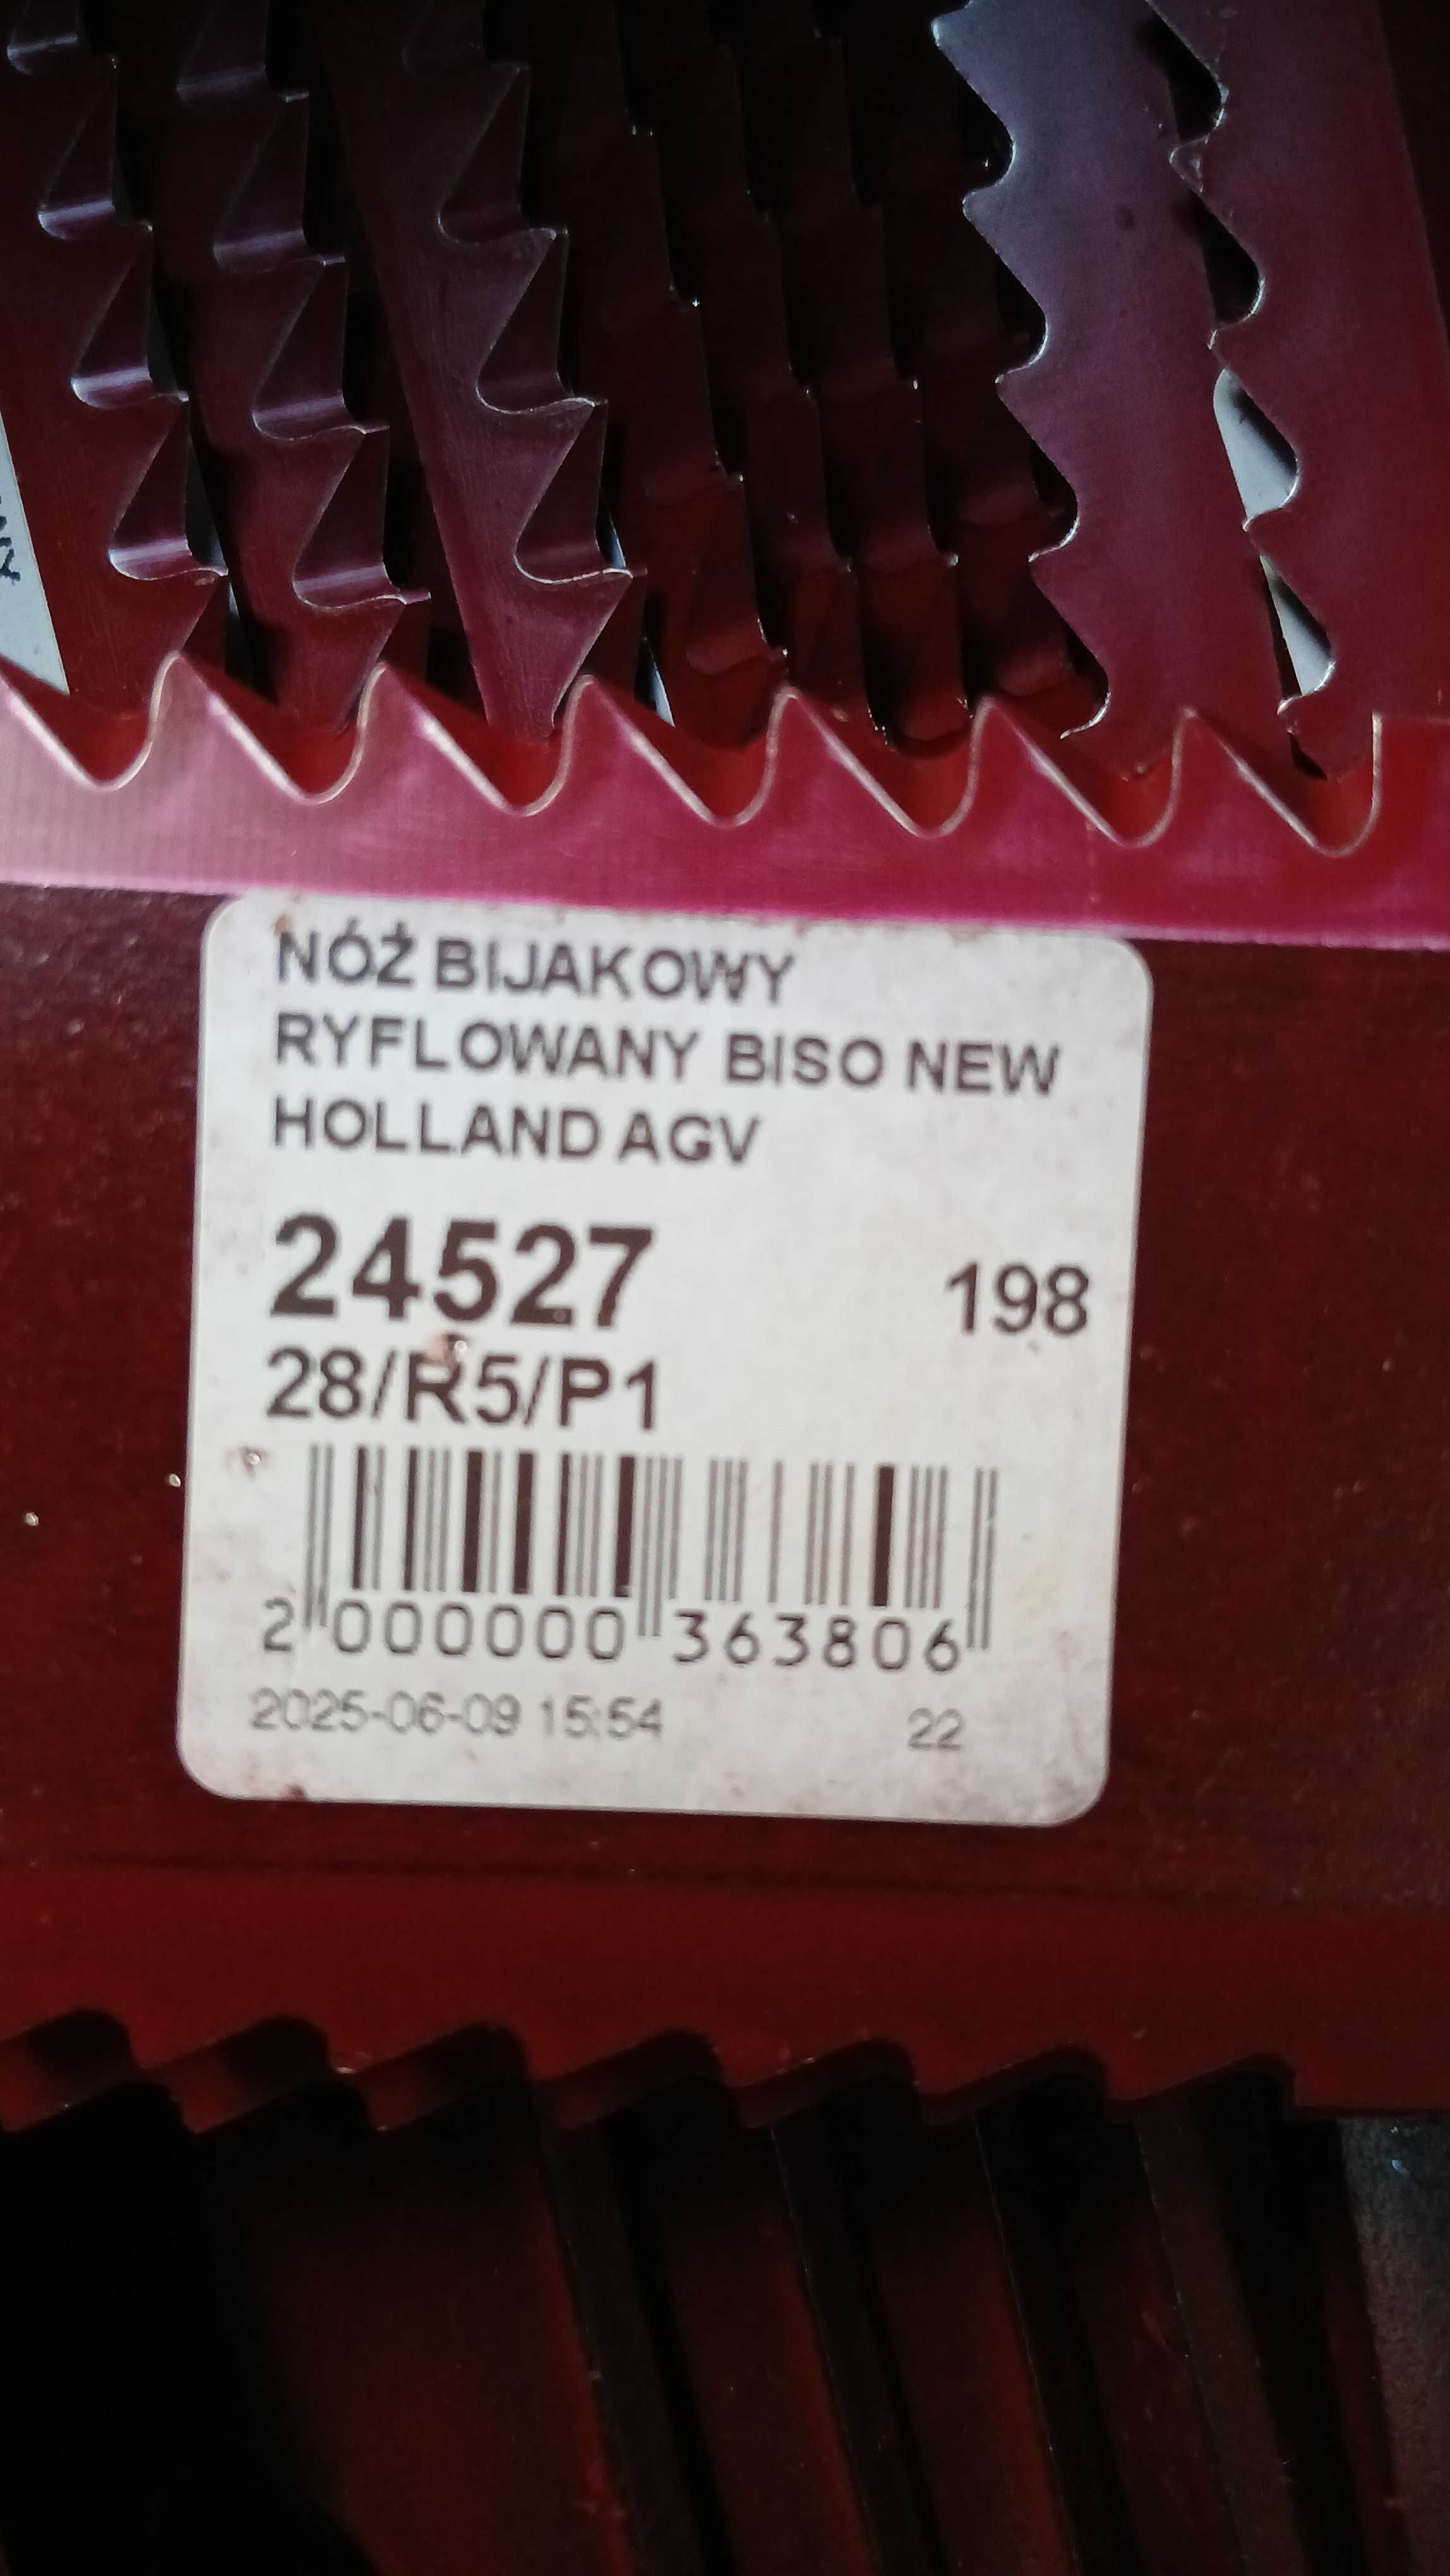 NÓŻ BIJAKOWY
RYFLOWANY BISO NEW
HOLLAND AGV
24527 198
28/R5/P1
2 000000 363806
2025-06-09 15:54 22